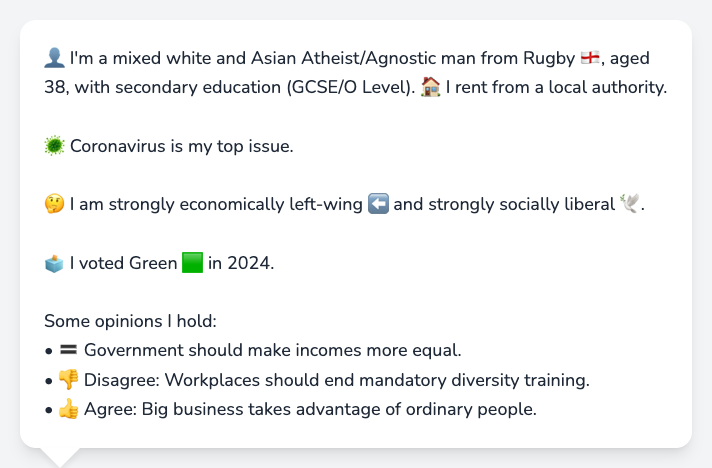 👤 I'm a mixed white and Asian Atheist/Agnostic man from Rugby 🏴󠁧󠁢󠁥󠁮󠁧󠁿, aged
38, with secondary education (GCSE/O Level). 🏠 I rent from a local authority.
🦠 Coronavirus is my top issue.
🤔 I am strongly economically left-wing ⬅️ and strongly socially liberal 🕊️.
🗳️ I voted Green 🟩 in 2024.
Some opinions I hold:
• 🟰 Government should make incomes more equal.
• 👎 Disagree: Workplaces should end mandatory diversity training.
• 👍 Agree: Big business takes advantage of ordinary people.